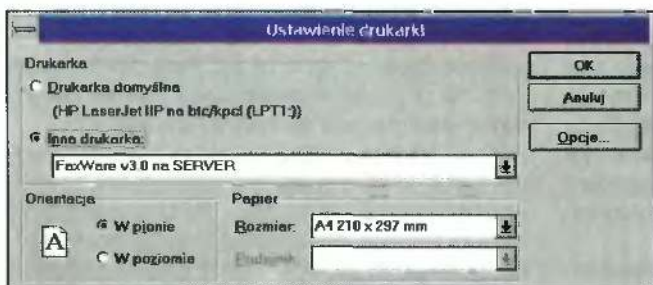 Ustawienie drukarki
Drukarka
Drukarka domyślna
(HP LaserJet IIP na btc/kpcl (LPT1:))
Inna drukarka:
FaxWare v3.0 na SERVER
OK
Anuluj
Opcje...
Orientacja
W pionie
W poziomie
Papier
Rozmiar: A4 210 x 297 mm